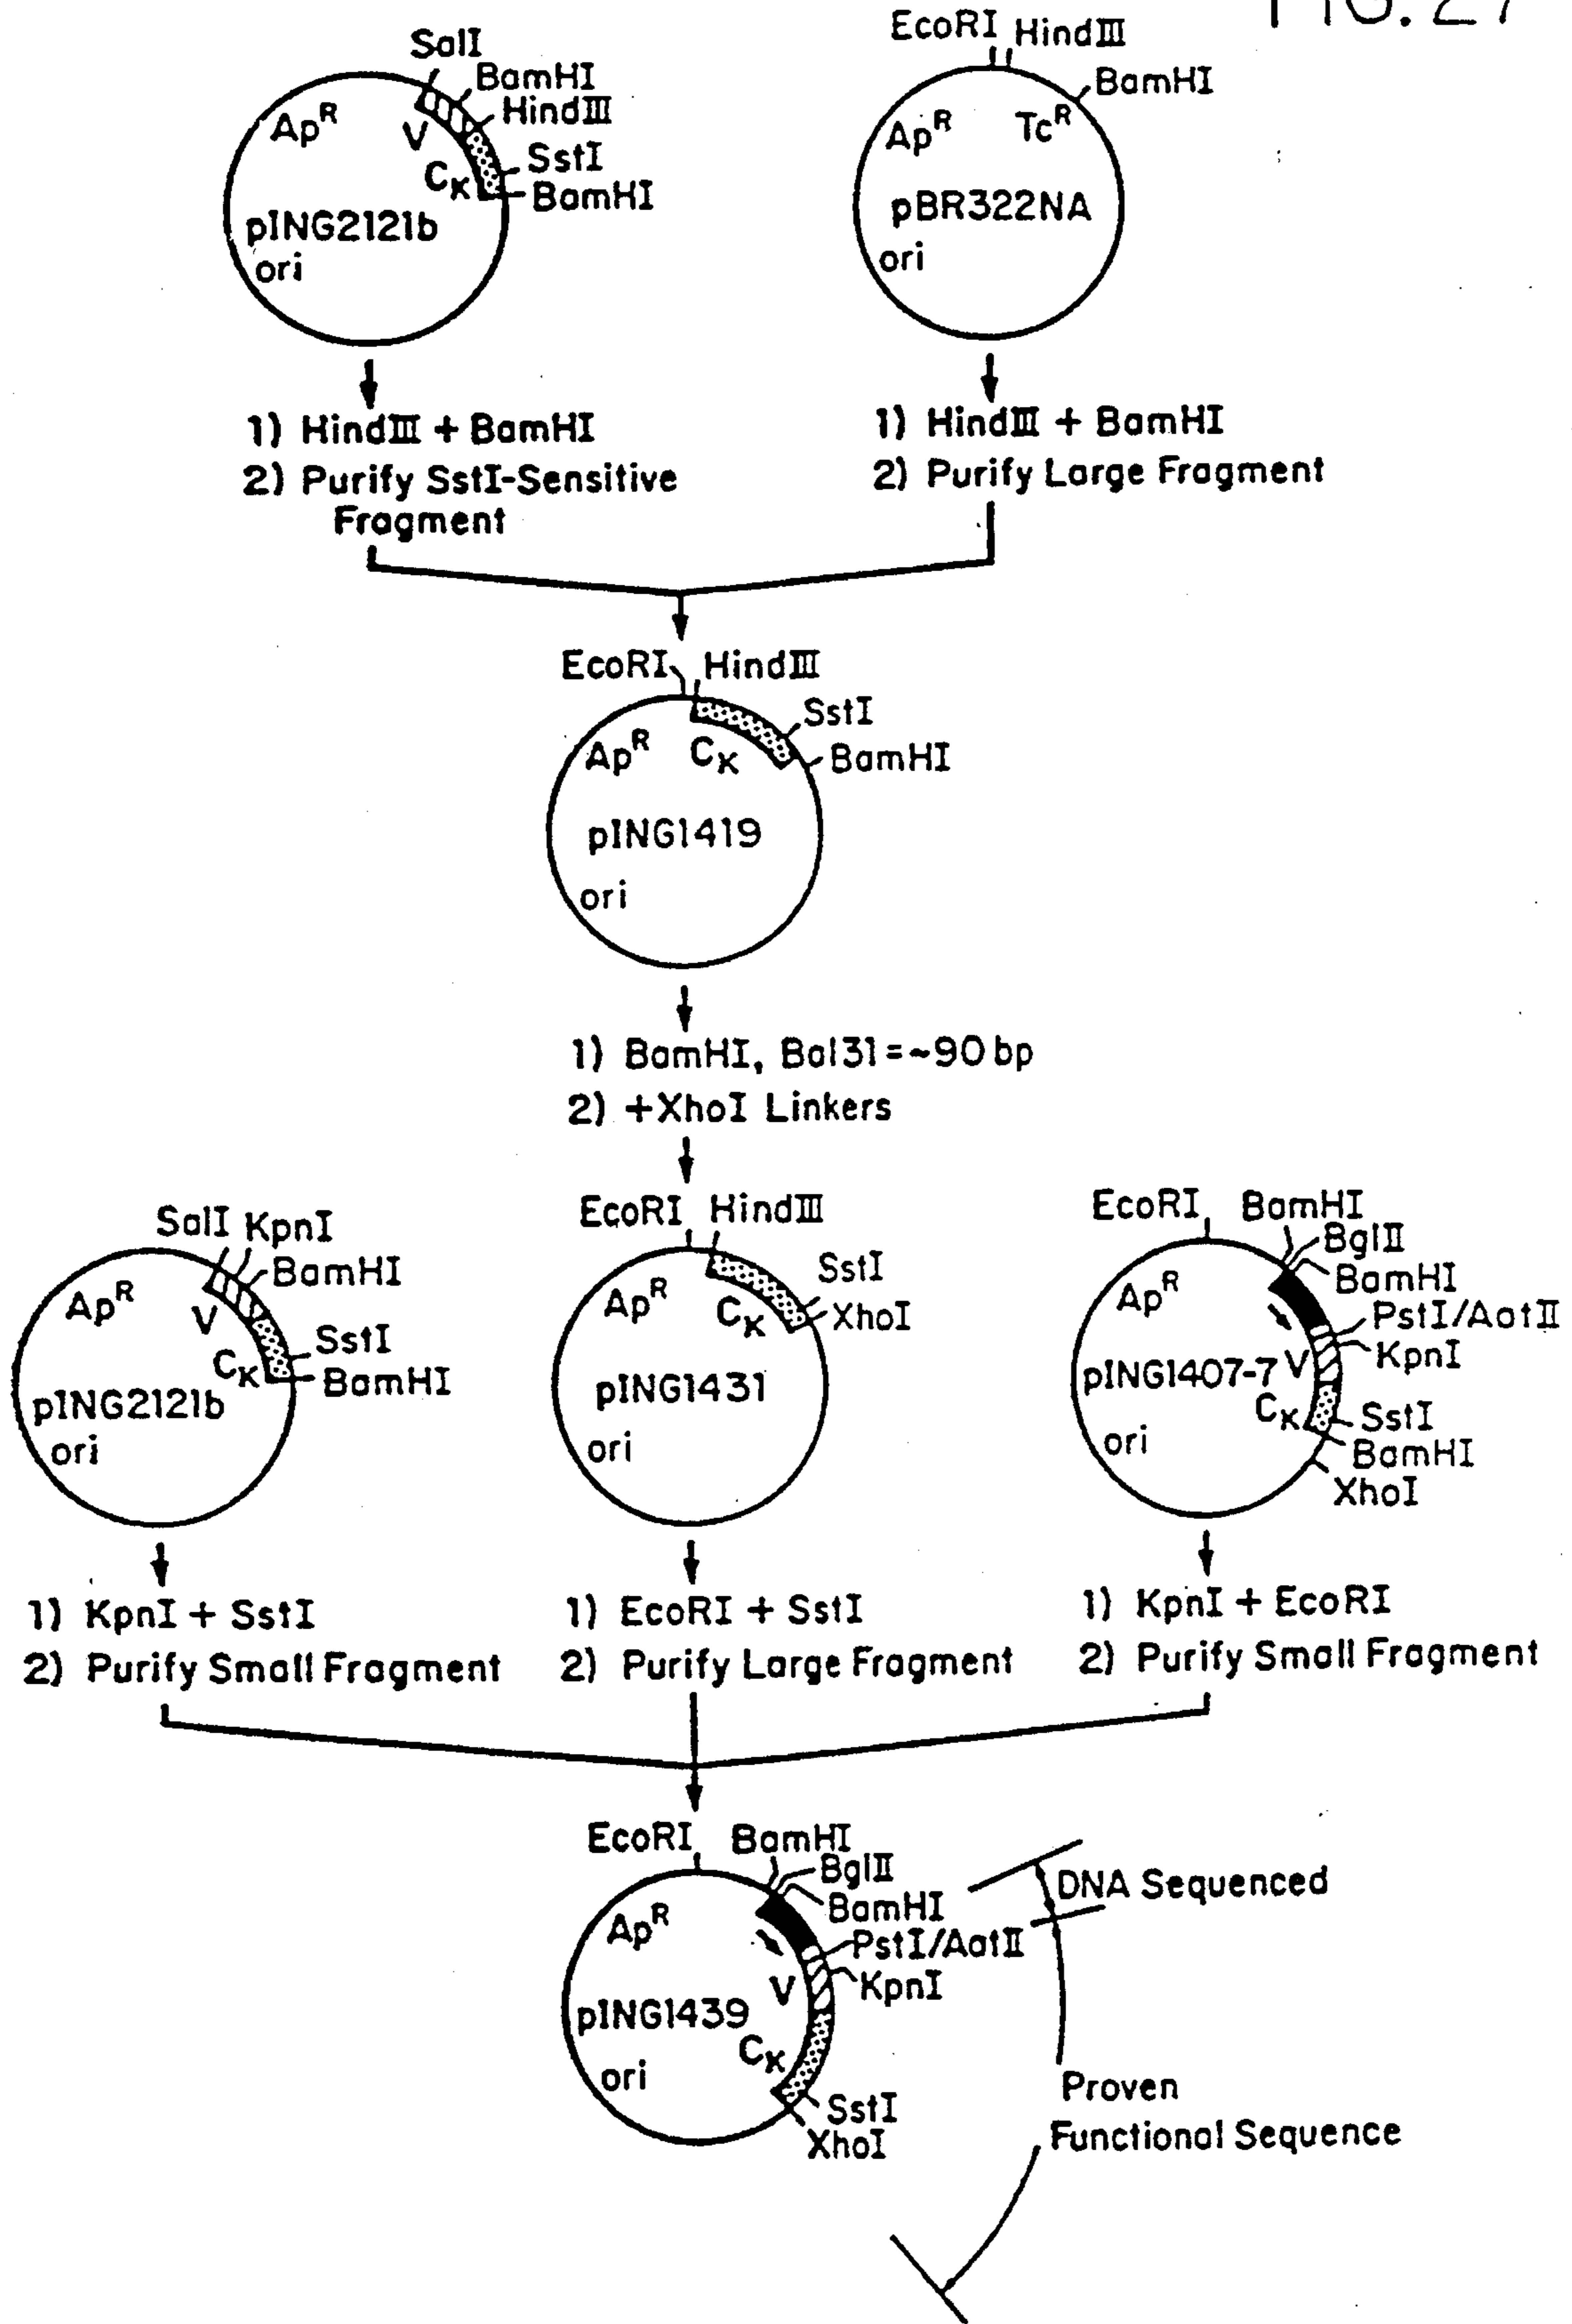 FIG. 27
SalI
BamHI
HindIII
Ap^R
V
SstI
C_K
BamHI
pING2121b
ori
EcoRI HindIII
BamHI
Ap^R Tc^R
pBR322NA
ori
1) HindIII + BamHI
2) Purify SstI-Sensitive
Fragment
1) HindIII + BamHI
2) Purify Large Fragment
EcoRI HindIII
SstI
Ap^R C_K
BamHI
pING1419
ori
1) BamHI, Bal31 = ~90 bp
2) +XhoI Linkers
SalI KpnI
BamHI
Ap^R
V
SstI
C_K
BamHI
pING2121b
ori
EcoRI HindIII
SstI
Ap^R
C_K
XhoI
pING1431
ori
EcoRI BamHI
BglII
BamHI
Ap^R
PstI/AatII
KpnI
pING1407-7 V
C_K
SstI
ori
BamHI
XhoI
1) KpnI + SstI
2) Purify Small Fragment
1) EcoRI + SstI
2) Purify Large Fragment
1) KpnI + EcoRI
2) Purify Small Fragment
EcoRI BamHI
BglII
BamHI
Ap^R
PstI/AatII
KpnI
V
pING1439
C_K
ori
SstI
XhoI
DNA Sequenced
Proven
Functional Sequence